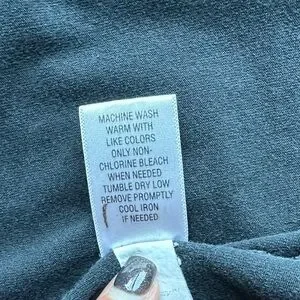 MACHINE WASH
WARM WITH
LIKE COLORS
ONLY NON-
CHLORINE BLEACH
WHEN NEEDED
TUMBLE DRY LOW
REMOVE PROMPTLY
COOL IRON
IF NEEDED